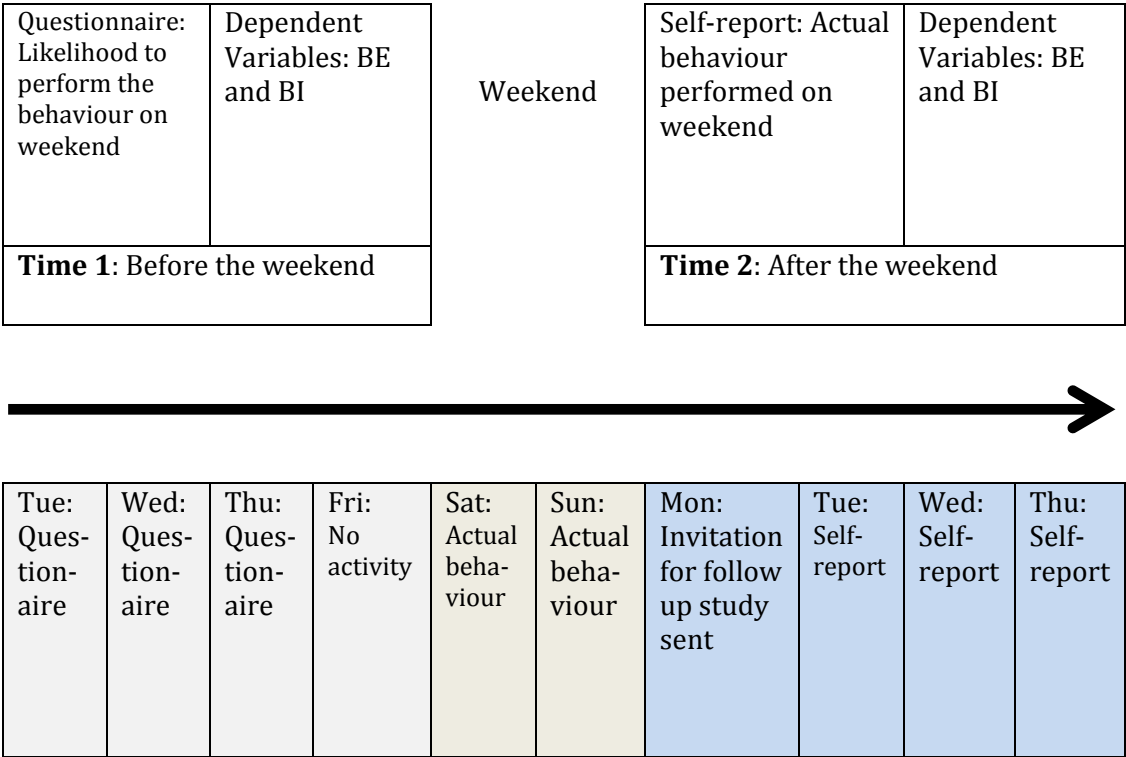 Questionnaire:
Likelihood to
perform the
behaviour on
weekend
Dependent
Variables: BE
and BI
Weekend
Self-report: Actual
behaviour
performed on
weekend
Dependent
Variables: BE
and BI
Time 1: Before the weekend
Time 2: After the weekend
Tue:
Ques-
tion-
aire
Wed:
Ques-
tion-
aire
Thu:
Ques-
tion-
aire
Fri:
No
activity
Sat:
Actual
beha-
viour
Sun:
Actual
beha-
viour
Mon:
Invitation
for follow
up study
sent
Tue:
Self-
report
Wed:
Self-
report
Thu:
Self-
report